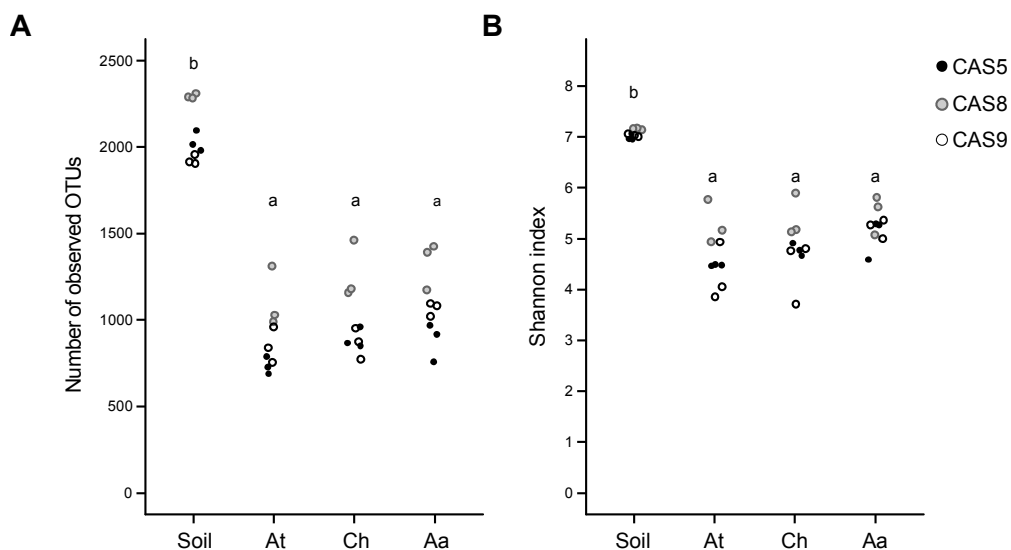 A
Number of observed OTUs
2500
2000
1500
1000
500
0
b
a
a
a
Soil
At
Ch
Aa
B
Shannon index
8
7
6
5
4
3
2
1
0
b
a
a
a
Soil
At
Ch
Aa
CAS5
CAS8
CAS9